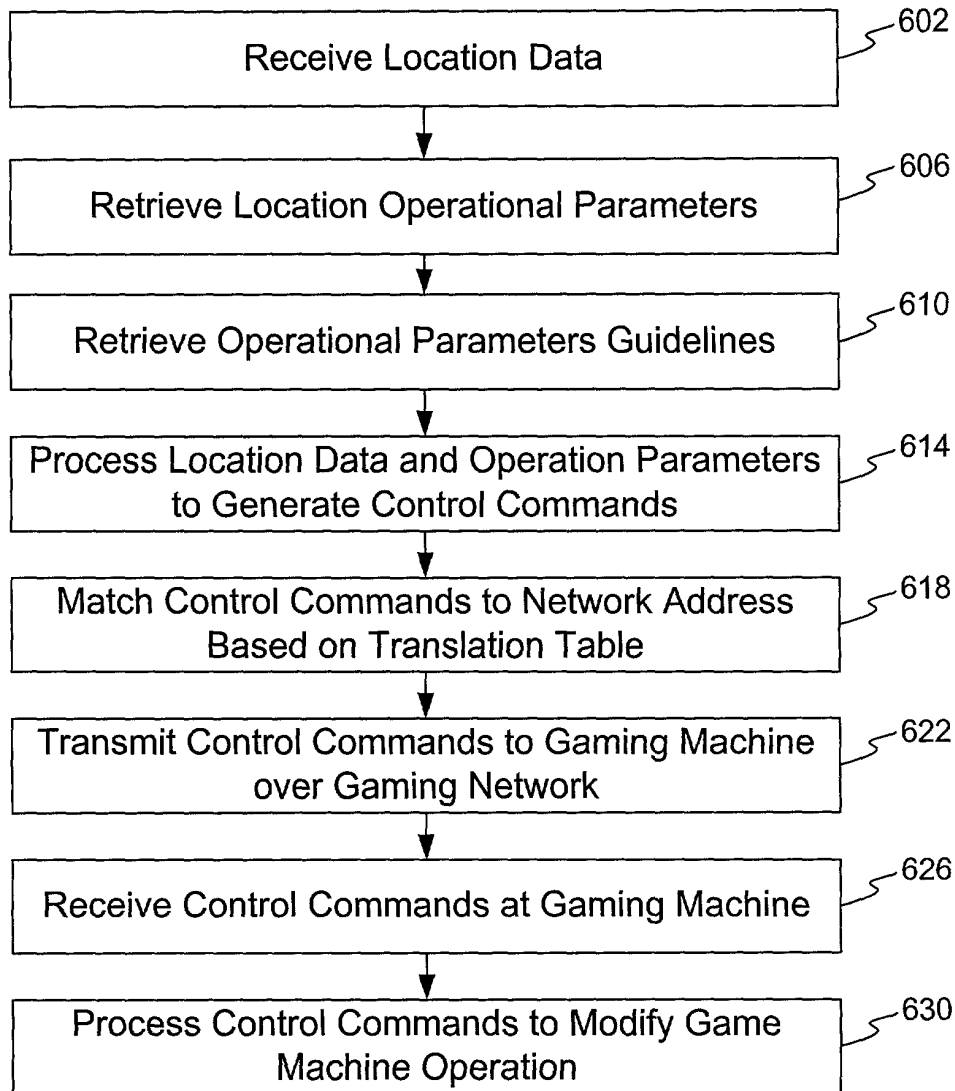 Receive Location Data
602
Retrieve Location Operational Parameters
606
Retrieve Operational Parameters Guidelines
610
Process Location Data and Operation Parameters
to Generate Control Commands
614
Match Control Commands to Network Address
Based on Translation Table
618
Transmit Control Commands to Gaming Machine
over Gaming Network
622
Receive Control Commands at Gaming Machine
626
Process Control Commands to Modify Game
Machine Operation
630